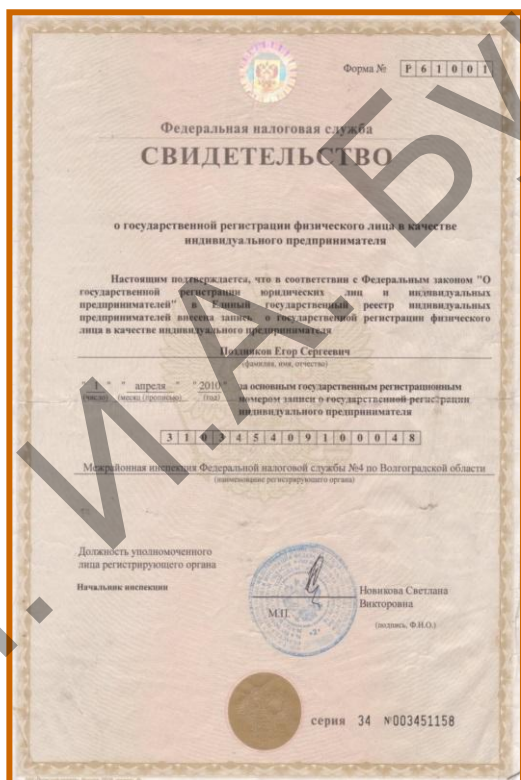 Форма № Р 6 1 0 0 1
Федеральная налоговая служба
СВИДЕТЕЛЬСТВО
о государственной регистрации физического лица в качестве
индивидуального предпринимателя
Настоящим подтверждается, что в соответствии с Федеральным законом "О
государственной регистрации юридических лиц и индивидуальных
предпринимателей" в Единый государственный реестр индивидуальных
предпринимателей внесена запись о государственной регистрации физического
лица в качестве индивидуального предпринимателя
Егор Сергеевич
(фамилия, имя, отчество)
" 1 " " апреля " " 2010 " за основным государственным регистрационным
(число) (месяц (прописью) (год) номером записи о государственной регистрации
индивидуального предпринимателя
3 1 0 3 4 5 4 0 9 1 0 0 0 4 8
Межрайонная инспекция Федеральной налоговой службы №4 по Волгоградской области
(наименование регистрирующего органа)
Должность уполномоченного
лица регистрирующего органа
Начальник инспекции
Новикова Светлана
Викторовна
М.П.
(подпись, Ф.И.О.)
серия 34 №003451158